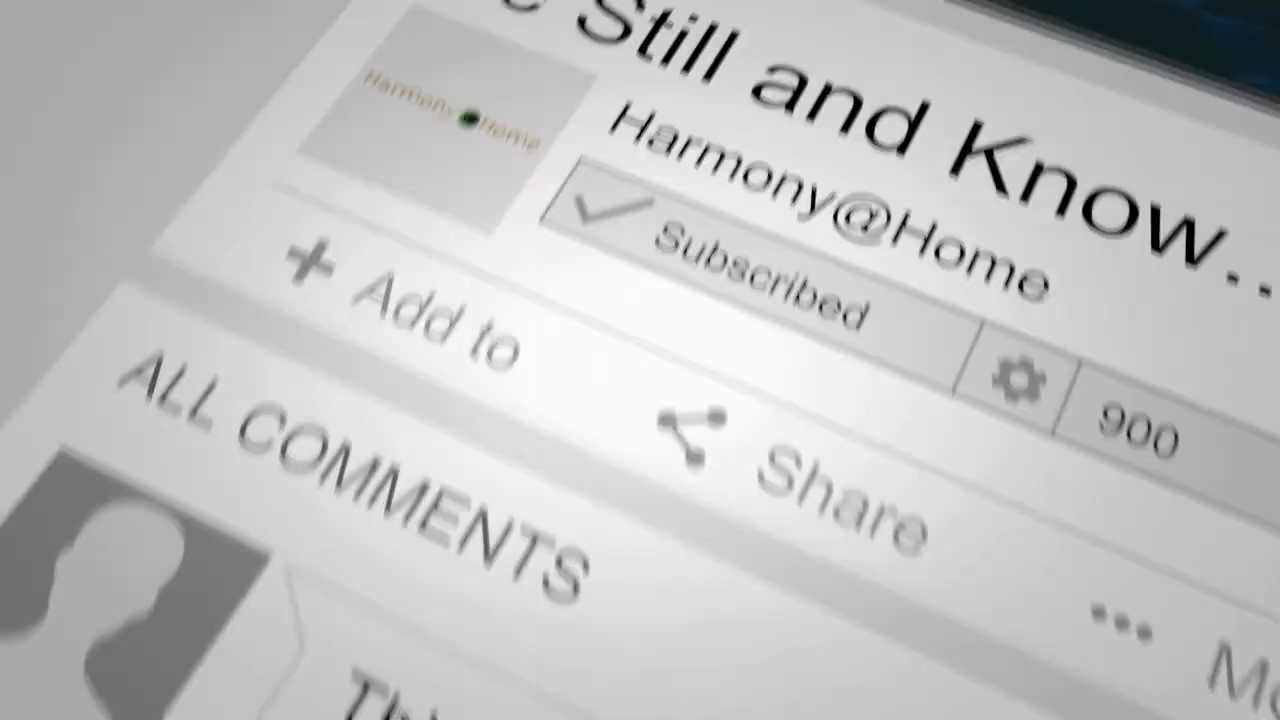 Still and Know...
Harmony Home
Harmony@Home
Subscribed
900
Add to
Share
ALL COMMENTS